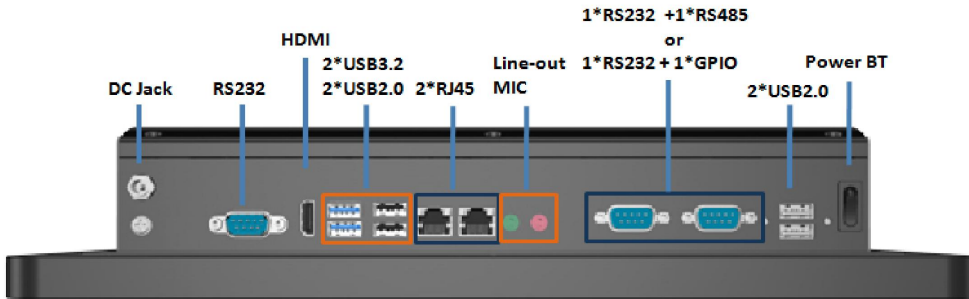 1*RS232 +1*RS485
or
1*RS232 + 1*GPIO
HDMI
2*USB3.2
2*USB2.0
2*RJ45
Line-out
MIC
Power BT
DC Jack
RS232
2*USB2.0